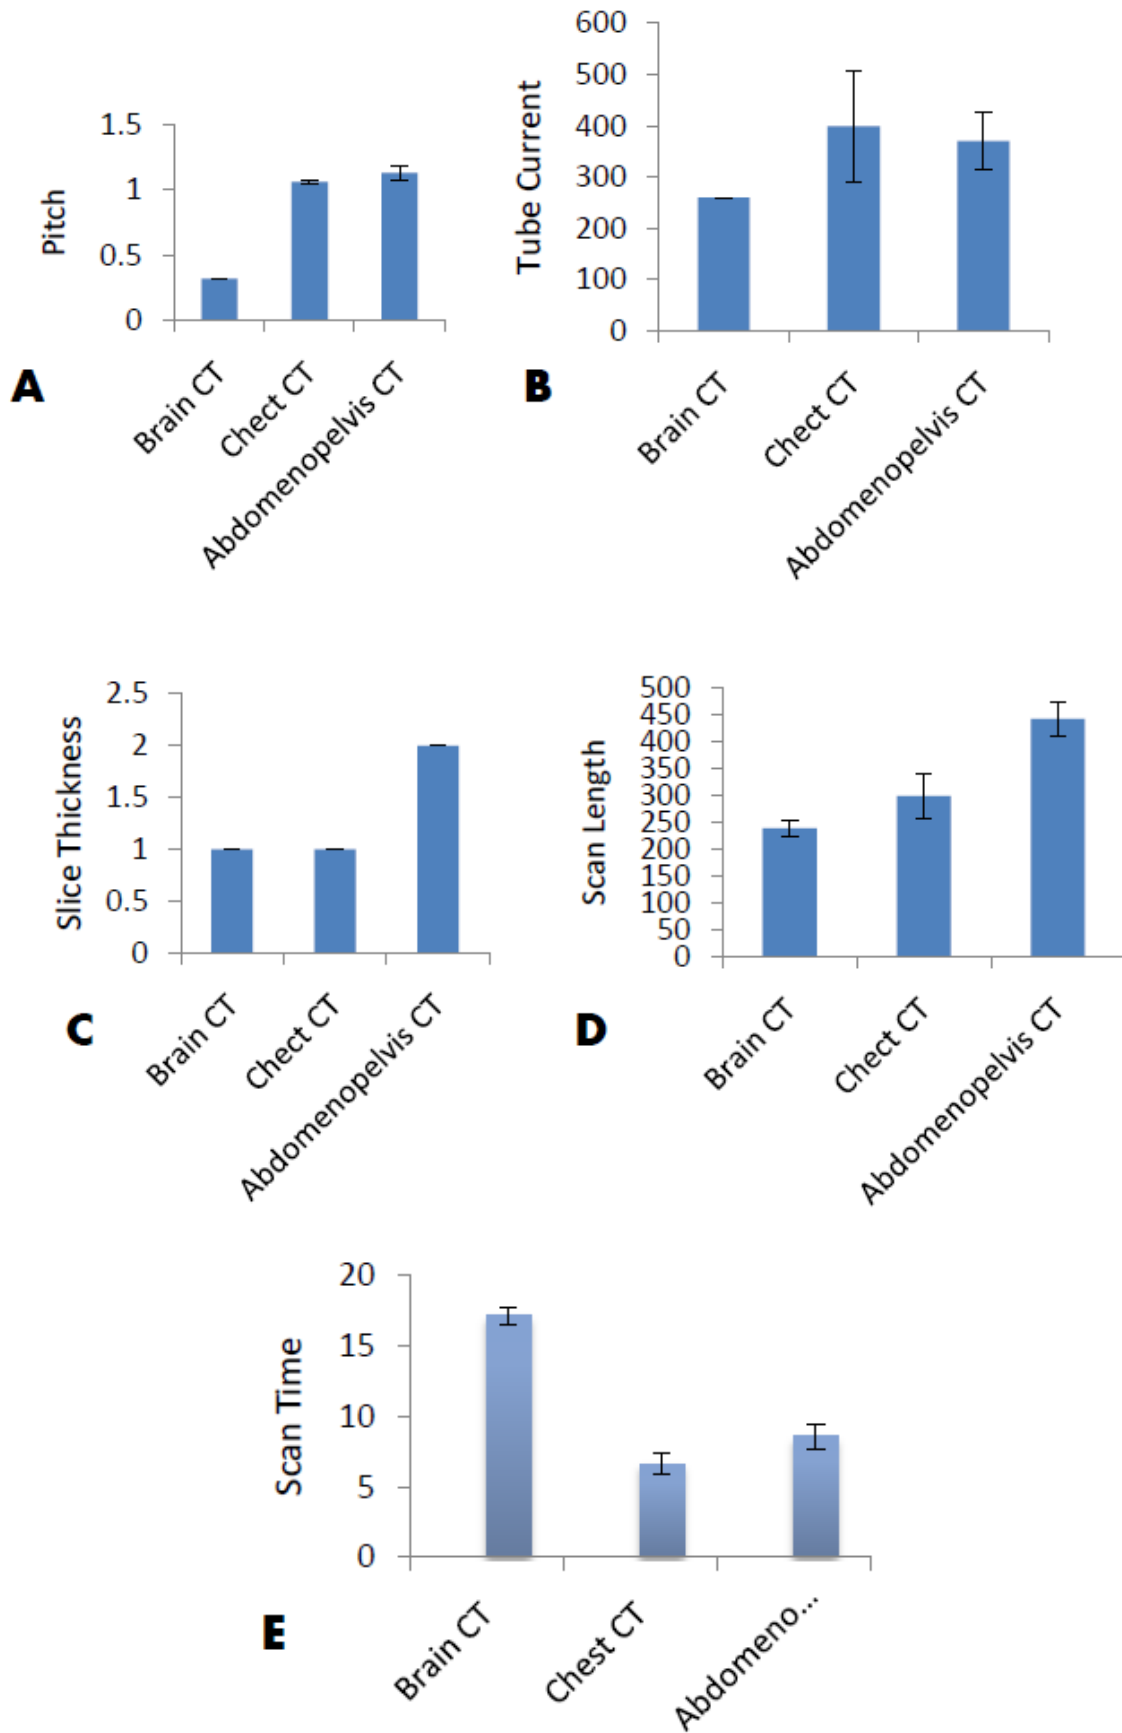 Pitch
1.5
1
0.5
0
Brain CT
Chect CT
Abdomenopelvis CT
A
Tube Current
600
500
400
300
200
100
0
Brain CT
Chect CT
Abdomenopelvis CT
B
Slice Thickness
2.5
2
1.5
1
0.5
0
Brain CT
Chect CT
Abdomenopelvis CT
C
Scan Length
500
450
400
350
300
250
200
150
100
50
0
Brain CT
Chect CT
Abdomenopelvis CT
D
Scan Time
20
15
10
5
0
Brain CT
Chest CT
Abdomeno...
E